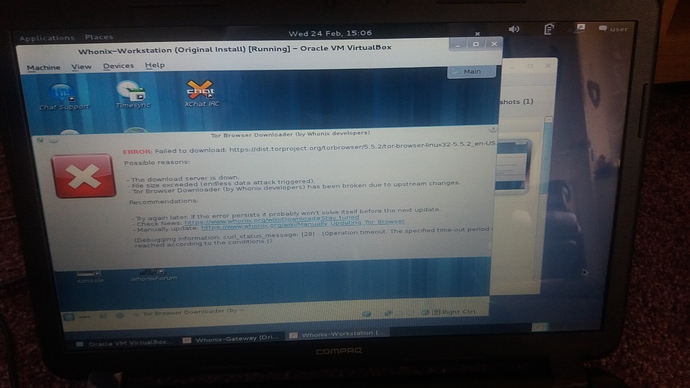 Applications Places Wed 24 Feb, 15:06 user
Whonix-Workstation (Original Install) [Running] – Oracle VM VirtualBox
Machine View Devices Help
Main
Chat Support Timesync XChat IRC
shots (1)
Tor Browser Downloader (by Whonix developers)
ERROR: Failed to download: https://dist.torproject.org/torbrowser/5.5.2/tor-browser-linux32-5.5.2_en-US
Possible reasons:
- The download server is down.
- File size exceeded (endless data attack triggered).
- Tor Browser Downloader (by Whonix developers) has been broken due to upstream changes.
Recommendations:
- Try again later. If the error persists it probably won't solve itself before the next update.
- Check News: https://www.whonix.org/wiki/Download#Stay_tuned
- Manually update: https://www.whonix.org/wiki/Manually_Updating_Tor_Browser
(Debugging information: curl_status_message: [28] - [Operation timeout. The specified time-out period
reached according to the conditions.])
Tor Browser Downloader (by
Right Ctrl
Oracle VM VirtualBox... Whonix-Gateway [Ori... Whonix-Workstation [...
COMPAQ